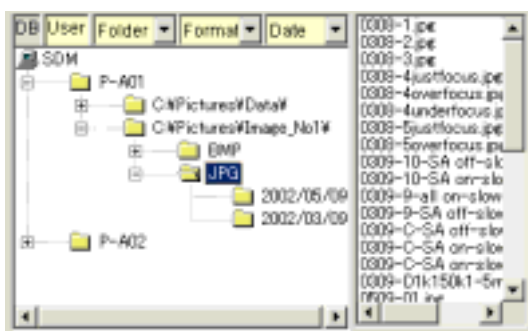 DB User Folder Format Date
SDM
P-A01
C:¥Pictures¥Data¥
C:¥Pictures¥Image_No1¥
BMP
JPG
2002/05/09
2002/03/09
P-A02
0308-1.jpg
0308-2.jpg
0308-3.jpg
0308-4justfocus.jpg
0308-4overfocus.jpg
0308-4underfocus.jpg
0308-5justfocus.jpg
0308-5overfocus.jpg
0309-10-SA off-slo
0309-10-SA on-slo
0309-9-all on-slow
0309-9-SA off-slow
0309-C-SA off-slow
0309-C-SA on-slow
0309-C-SA on-slow
0309-D1k150k1-5m